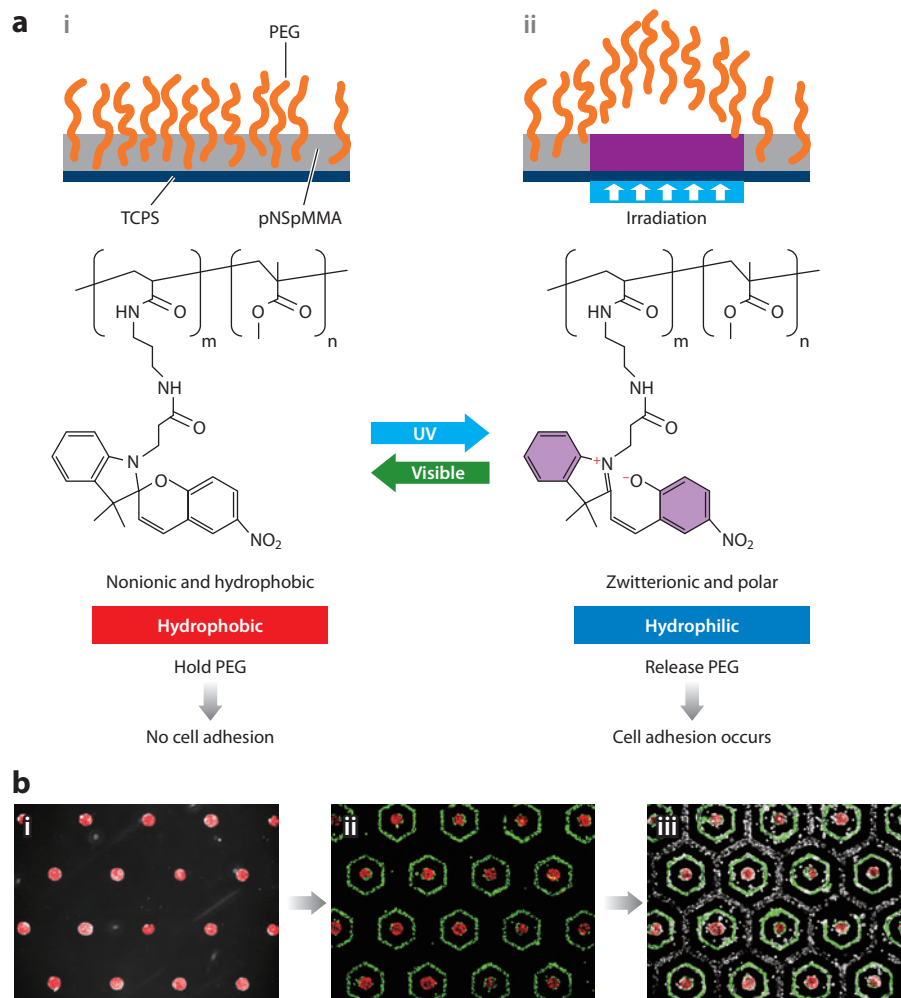 a
i
ii
PEG
TCPS
pNSpMMA
Irradiation
HN
O
O
O
m
n
HN
O
O
O
m
n
NH
O
NH
O
N
O
NO2
UV
Visible
+
N
−O
NO2
Nonionic and hydrophobic
Zwitterionic and polar
Hydrophobic
Hydrophilic
Hold PEG
Release PEG
No cell adhesion
Cell adhesion occurs
b
i
ii
iii